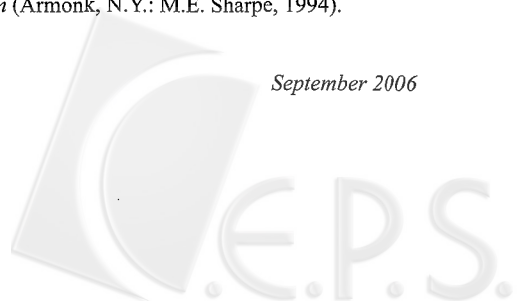 n (Armonk, N.Y.: M.E. Sharpe, 1994).
September 2006
C.E.P.S.